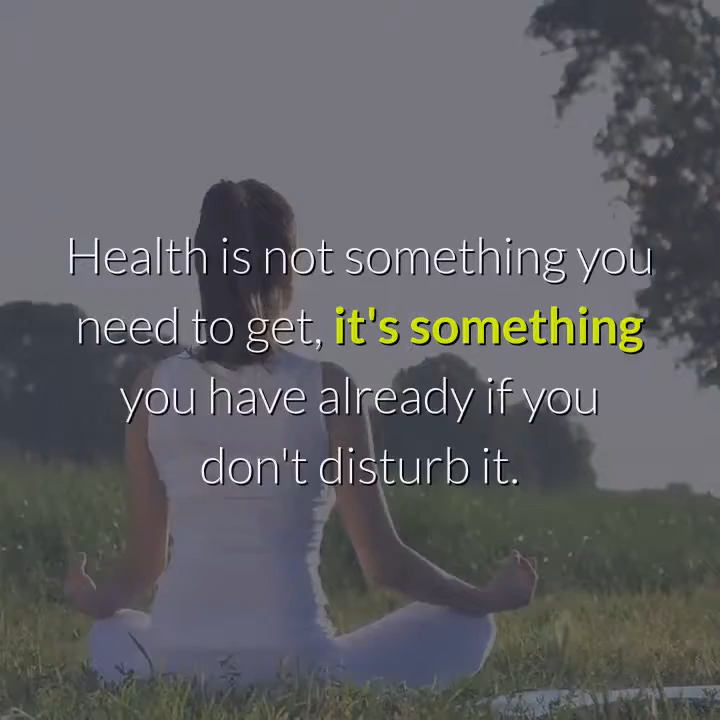 Health is not something you
need to get, it's something
you have already if you
don't disturb it.